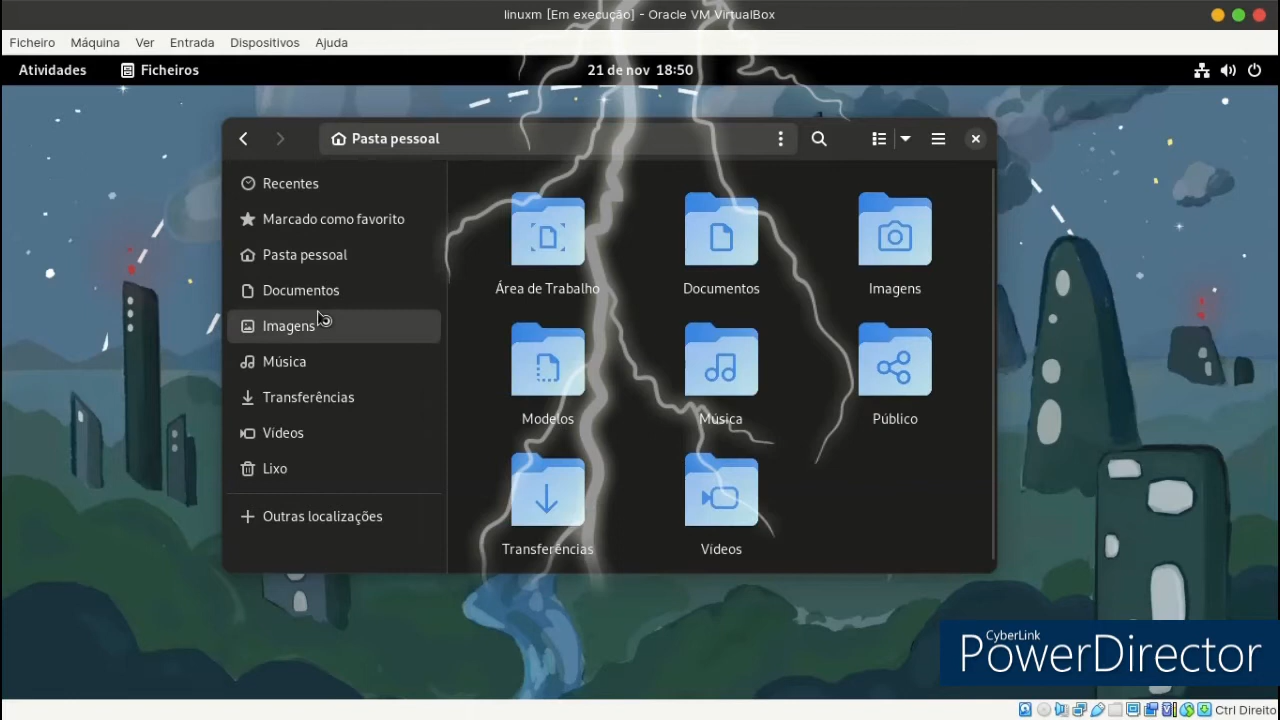 linuxm [Em execução] - Oracle VM VirtualBox
Ficheiro Máquina Ver Entrada Dispositivos Ajuda
Atividades Ficheiros 21 de nov 18:50
Pasta pessoal
Recentes
Marcado como favorito
Pasta pessoal
Documentos
Imagens
Música
Transferências
Vídeos
Lixo
Outras localizações
Área de Trabalho Documentos Imagens
Modelos Música Público
Transferências Vídeos
CyberLink
PowerDirector
Ctrl Direito